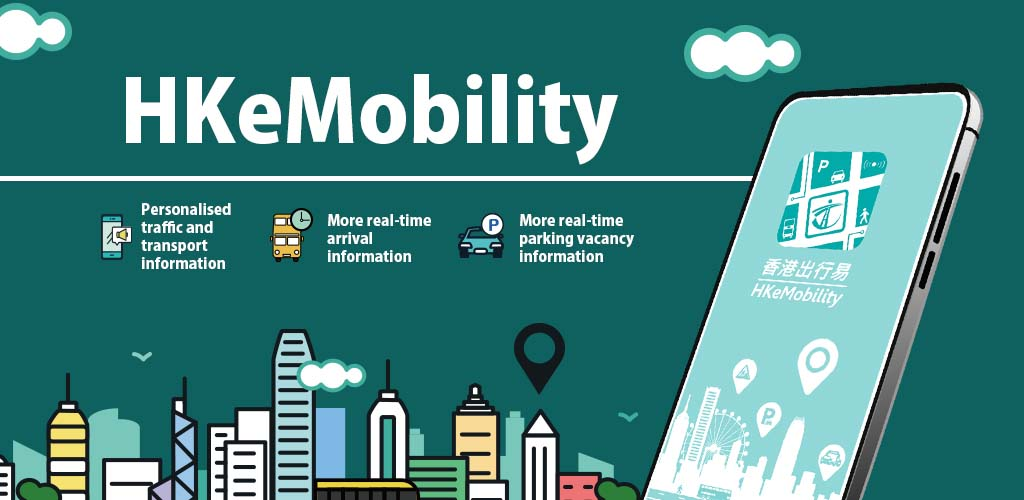 HKeMobility
Personalised
traffic and
transport
information
More real-time
arrival
information
P
More real-time
parking vacancy
information
P
香港出行易
HKeMobility
P